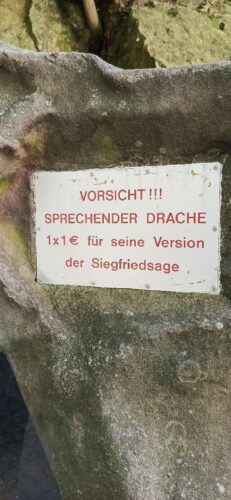 VORSICHT!!!
SPRECHENDER DRACHE
1x1€ für seine Version
der Siegfriedsage